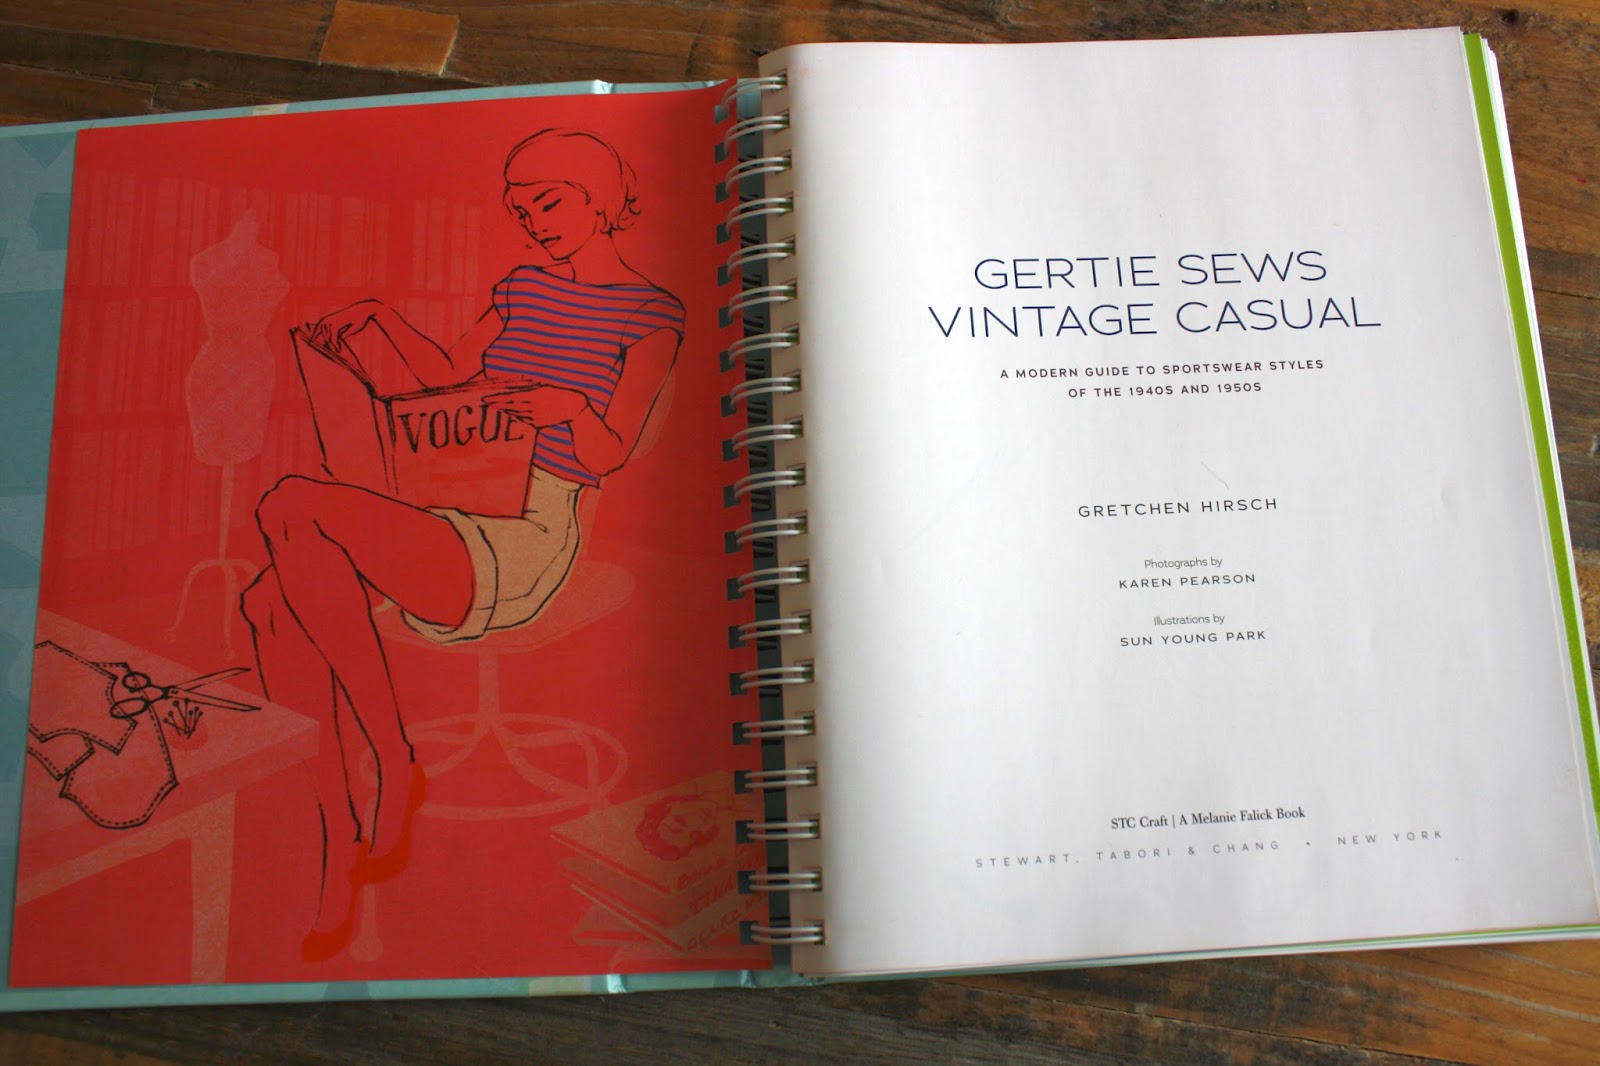 VOGUE
GERTIE SEWS
VINTAGE CASUAL
A MODERN GUIDE TO SPORTSWEAR STYLES
OF THE 1940S AND 1950S
GRETCHEN HIRSCH
Photographs by
KAREN PEARSON
Illustrations by
SUN YOUNG PARK
STC Craft | A Melanie Falick Book
STEWART, TABORI & CHANG • NEW YORK